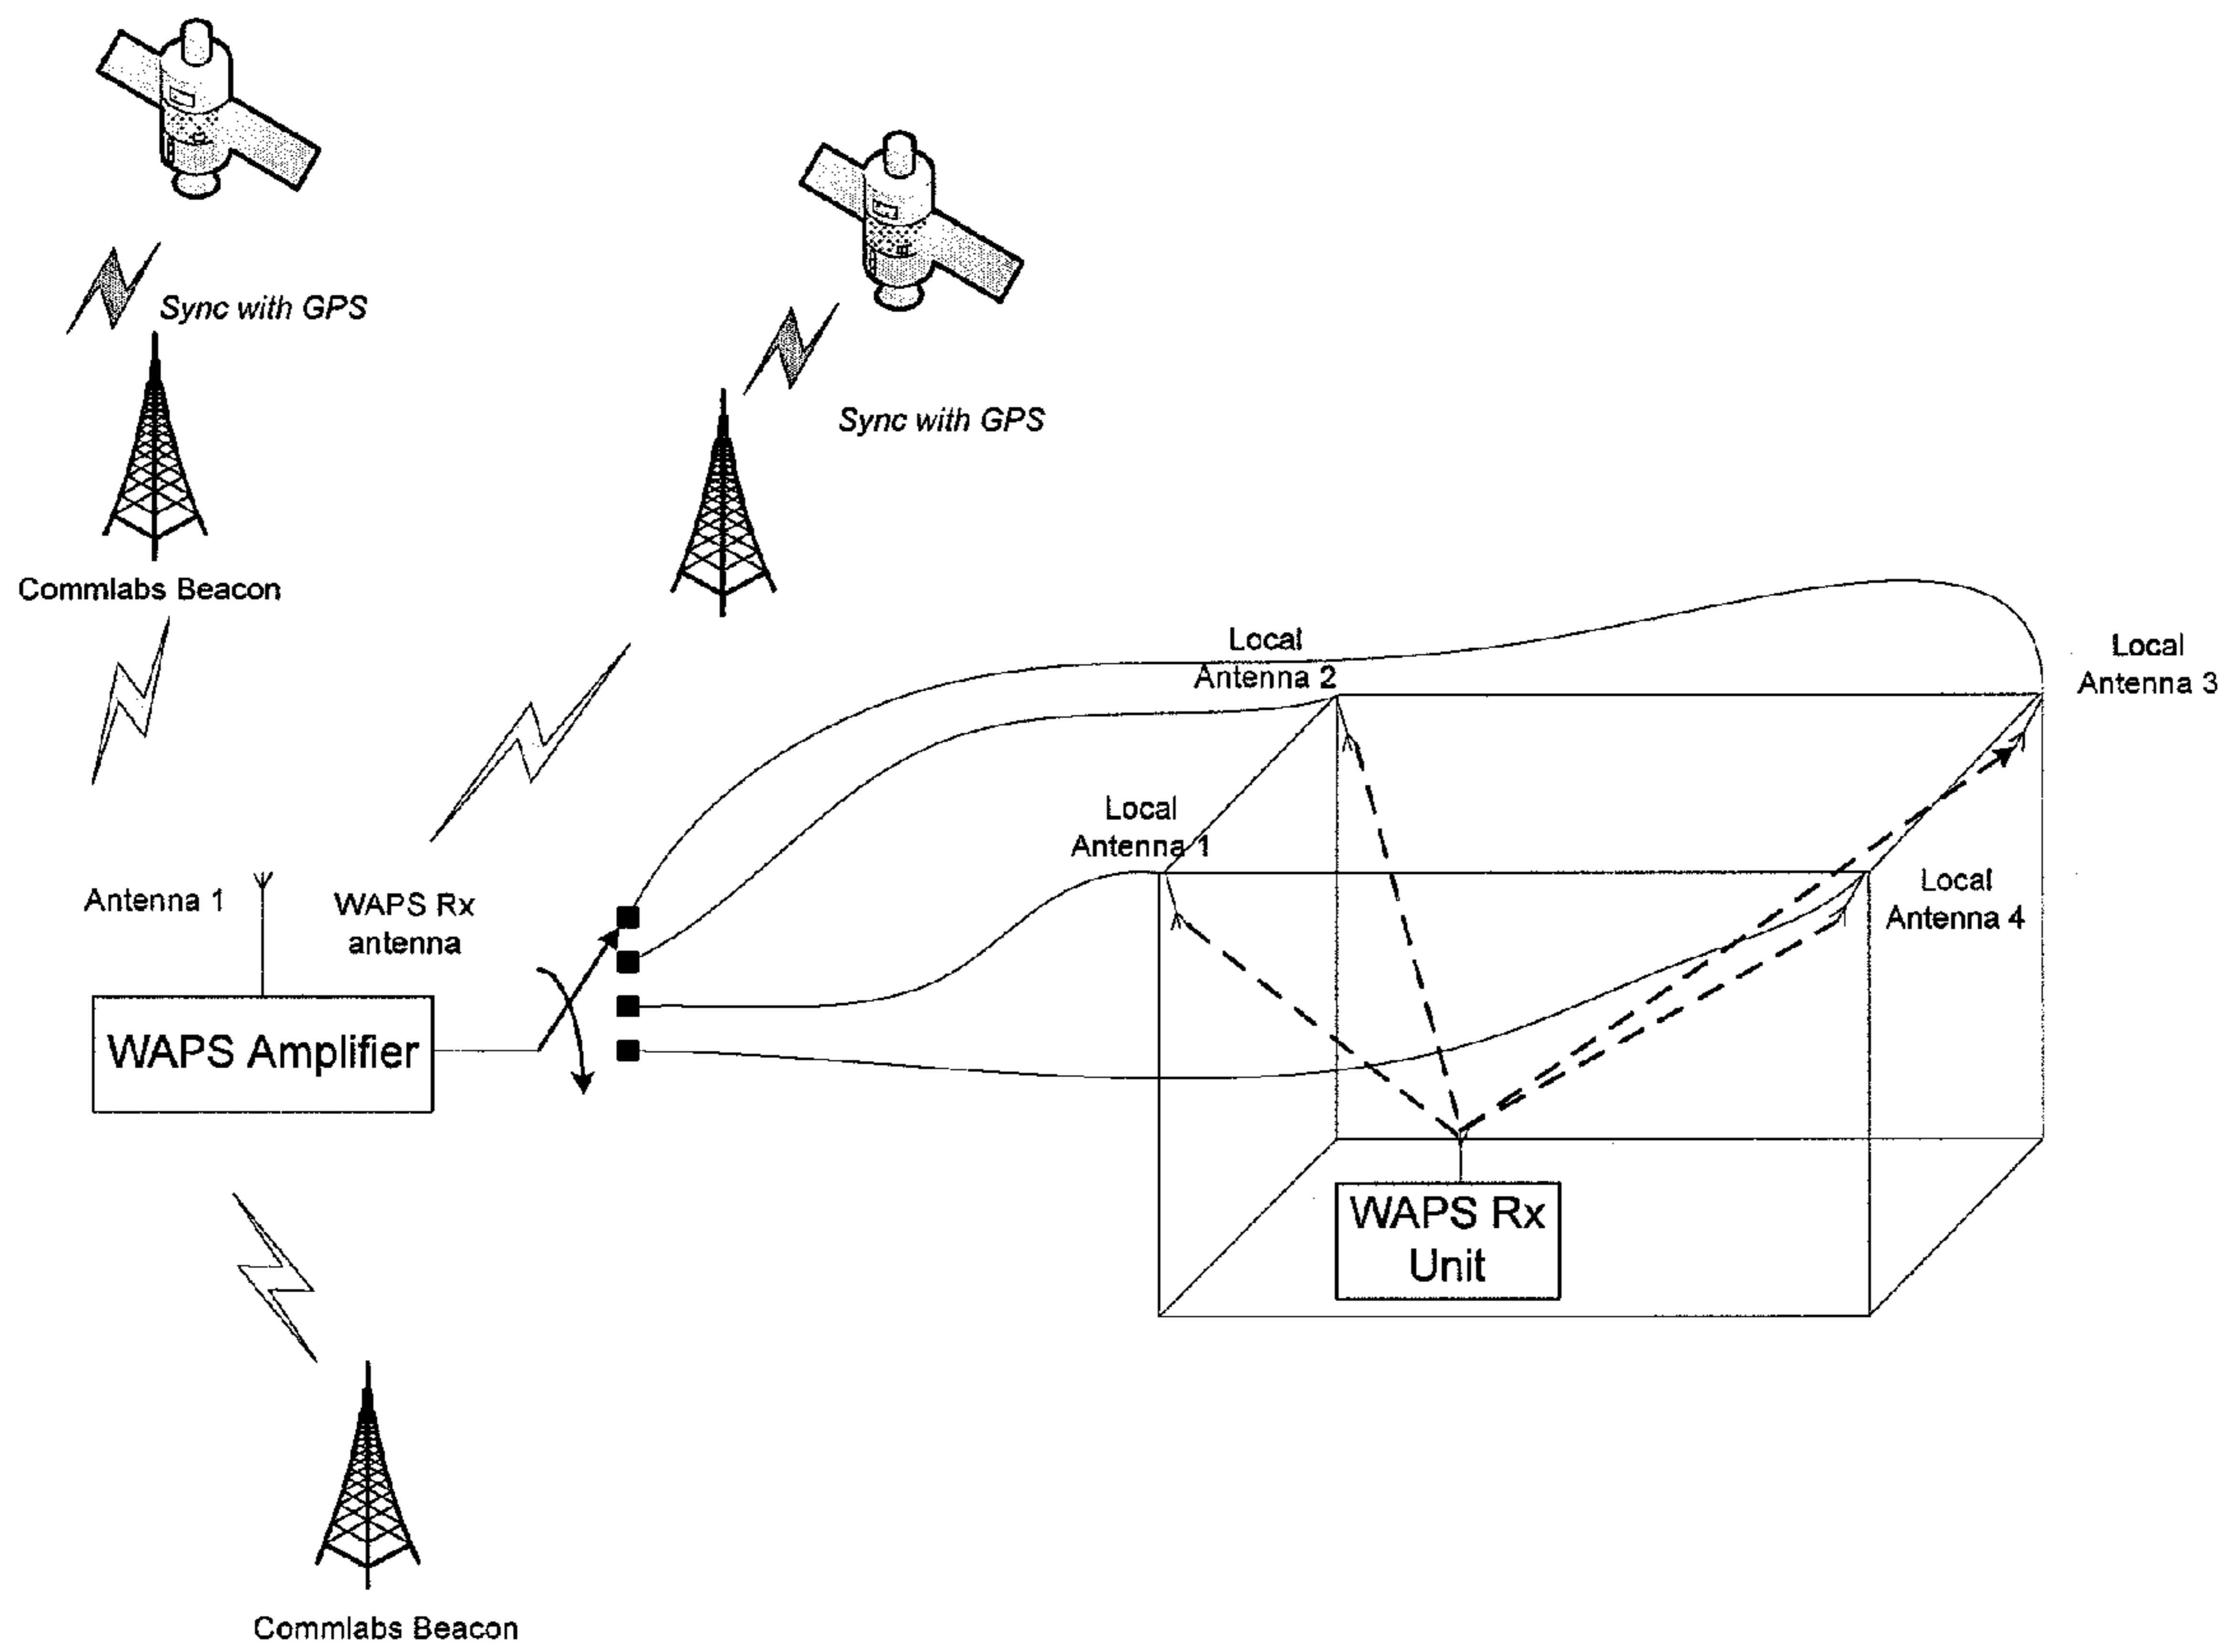 Sync with GPS
Sync with GPS
Commlabs Beacon
Local
Antenna 2
Local
Antenna 3
Local
Antenna 1
Antenna 1
WAPS Rx
antenna
Local
Antenna 4
WAPS Amplifier
WAPS Rx
Unit
Commlabs Beacon